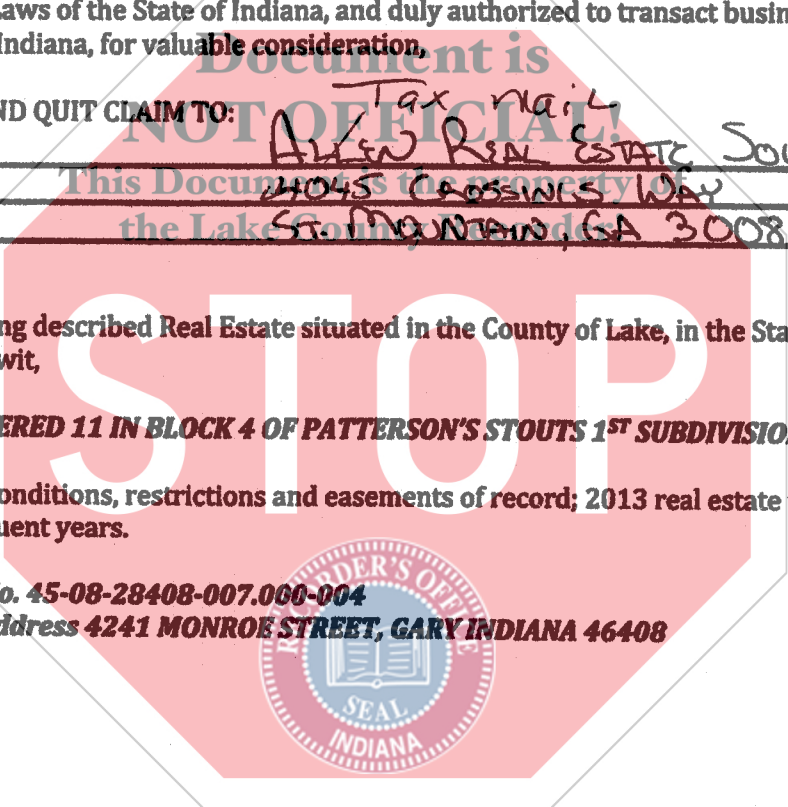 Laws of the State of Indiana, and duly authorized to transact busin
Indiana, for valuable consideration,
Document is
Tax mail
ND QUIT CLAIM TO:
NOT OFFICIAL!
ALLEN REAL ESTATE SOL
This Document is the property of
4045 CROSSINGS WAY
the Lake County Recorder!
ST. MOUNTAIN, GA 3008
ng described Real Estate situated in the County of Lake, in the Sta
wit,
STOP
ERED 11 IN BLOCK 4 OF PATTERSON'S STOUTS 1ST SUBDIVISIO
onditions, restrictions and easements of record; 2013 real estate
uent years.
o. 45-08-28408-007.000-004
ddress 4241 MONROE STREET, GARY INDIANA 46408
RECORDER'S OFFICE
SEAL
INDIANA